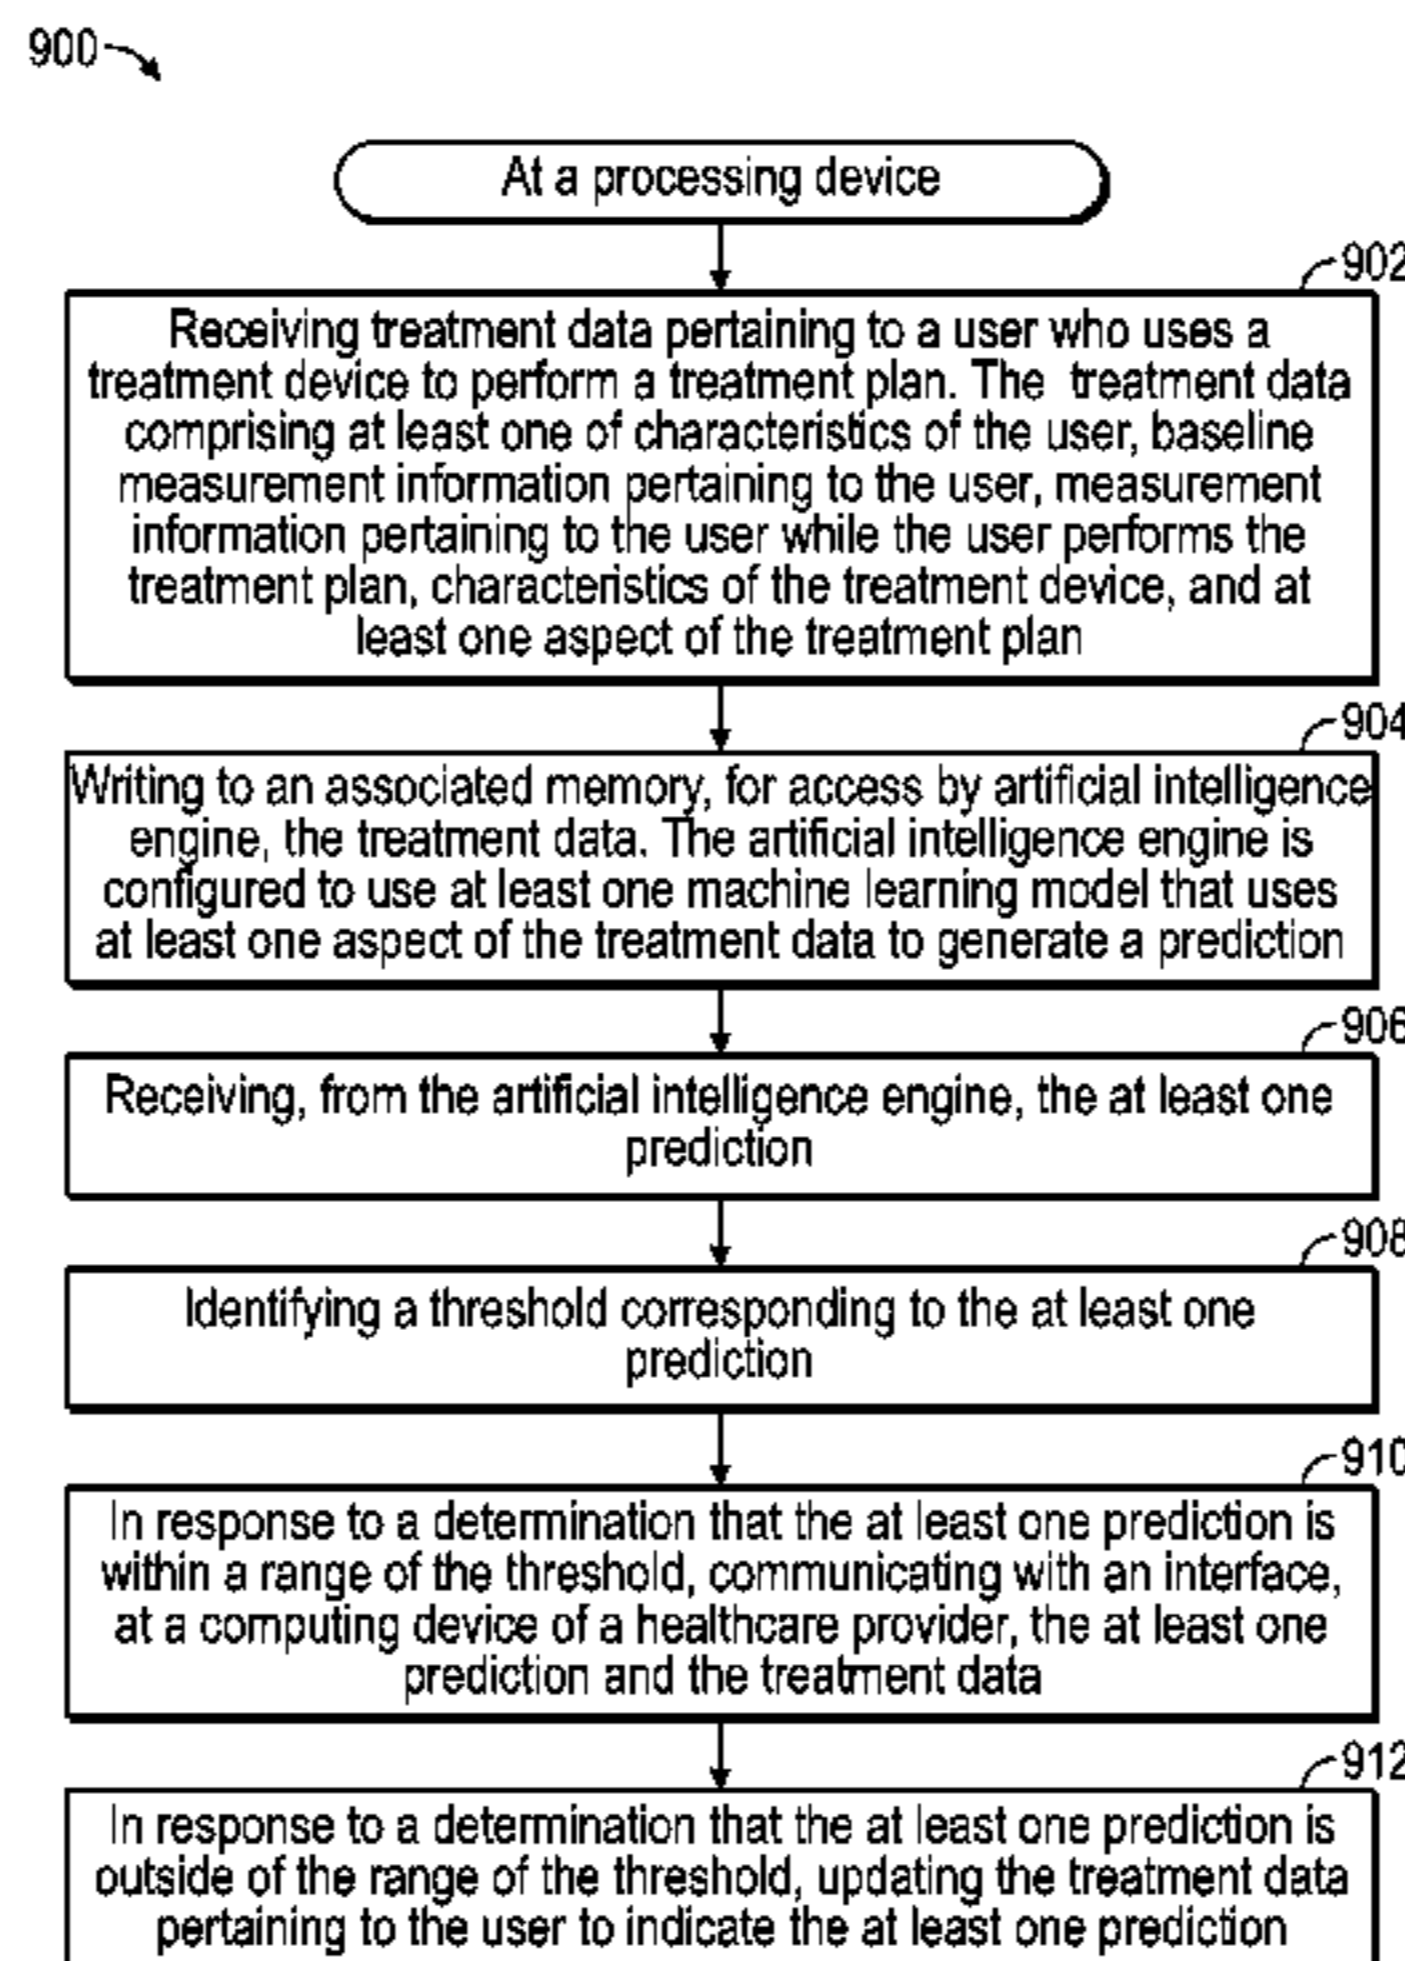 900
At a processing device
902
Receiving treatment data pertaining to a user who uses a
treatment device to perform a treatment plan. The treatment data
comprising at least one of characteristics of the user, baseline
measurement information pertaining to the user, measurement
information pertaining to the user while the user performs the
treatment plan, characteristics of the treatment device, and at
least one aspect of the treatment plan
904
Writing to an associated memory, for access by artificial intelligence
engine, the treatment data. The artificial intelligence engine is
configured to use at least one machine learning model that uses
at least one aspect of the treatment data to generate a prediction
906
Receiving, from the artificial intelligence engine, the at least one
prediction
908
Identifying a threshold corresponding to the at least one
prediction
910
In response to a determination that the at least one prediction is
within a range of the threshold, communicating with an interface,
at a computing device of a healthcare provider, the at least one
prediction and the treatment data
912
In response to a determination that the at least one prediction is
outside of the range of the threshold, updating the treatment data
pertaining to the user to indicate the at least one prediction